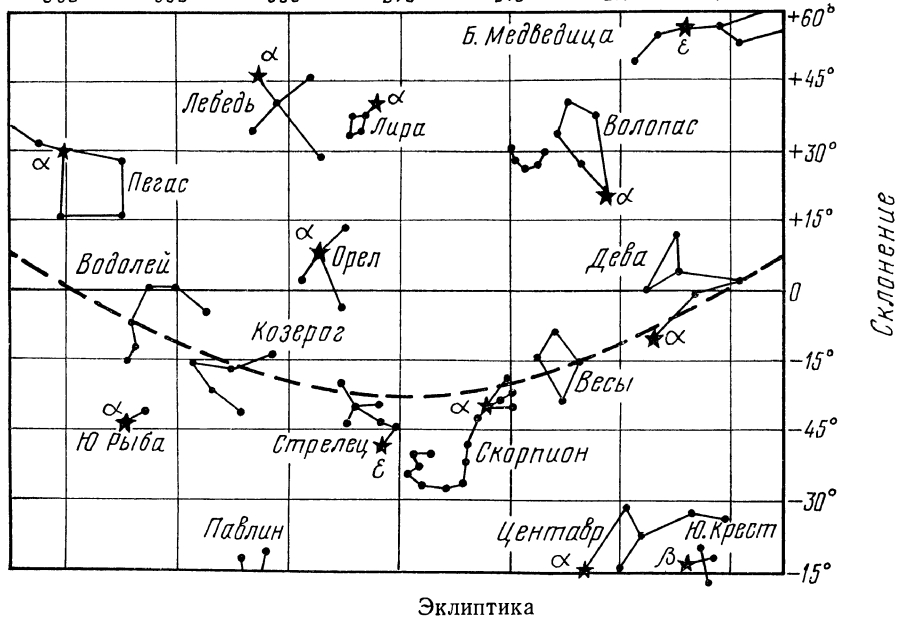 +60°
Б. Медведица
ε
α
+45°
Лебедь
α
Лира
Волопас
α
+30°
Пегас
α
+15°
α
Орел
Водолей
Дева
0
Козерог
α
−15°
Весы
α
α
Ю Рыба
Стрелец
ε
Скорпион
−45°
−30°
Павлин
Центавр
Ю. Крест
α
β
−15°
Склонение
Эклиптика